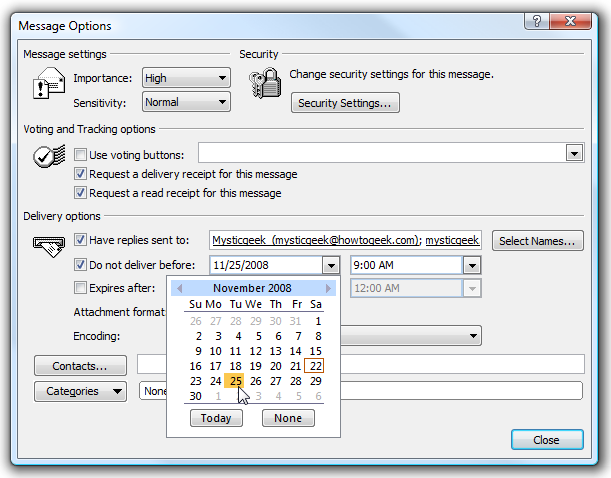 Message Options
Message settings
Security
Importance: High
Sensitivity: Normal
Change security settings for this message.
Security Settings...
Voting and Tracking options
Use voting buttons:
Request a delivery receipt for this message
Request a read receipt for this message
Delivery options
Have replies sent to: Mysticgeek (mysticgeek@howtogeek.com); mysticgeek Select Names...
Do not deliver before: 11/25/2008 9:00 AM
Expires after: 12:00 AM
Attachment format
Encoding:
November 2008
Su Mo Tu We Th Fr Sa
26 27 28 29 30 31 1
2 3 4 5 6 7 8
9 10 11 12 13 14 15
16 17 18 19 20 21 22
23 24 25 26 27 28 29
30 1 3 4 5 6
Today None
Contacts...
Categories None
Close